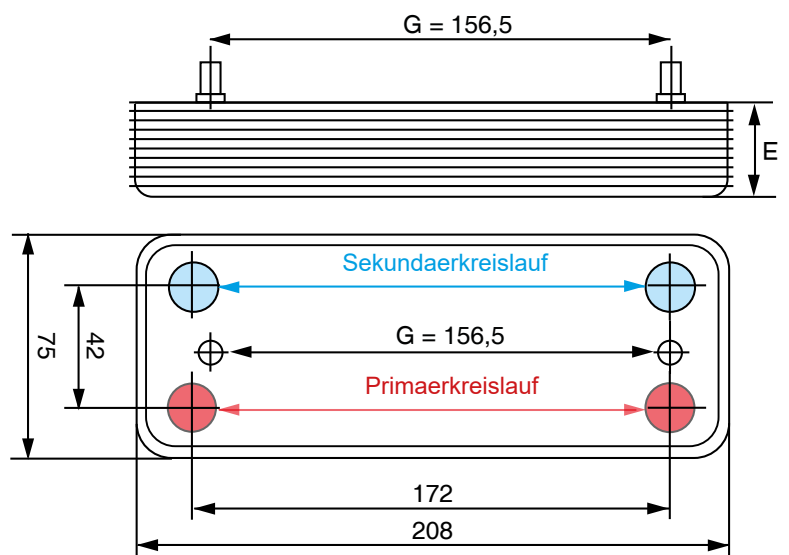 G = 156,5
E
Sekundaerkreislauf
75
42
G = 156,5
Primaerkreislauf
172
208